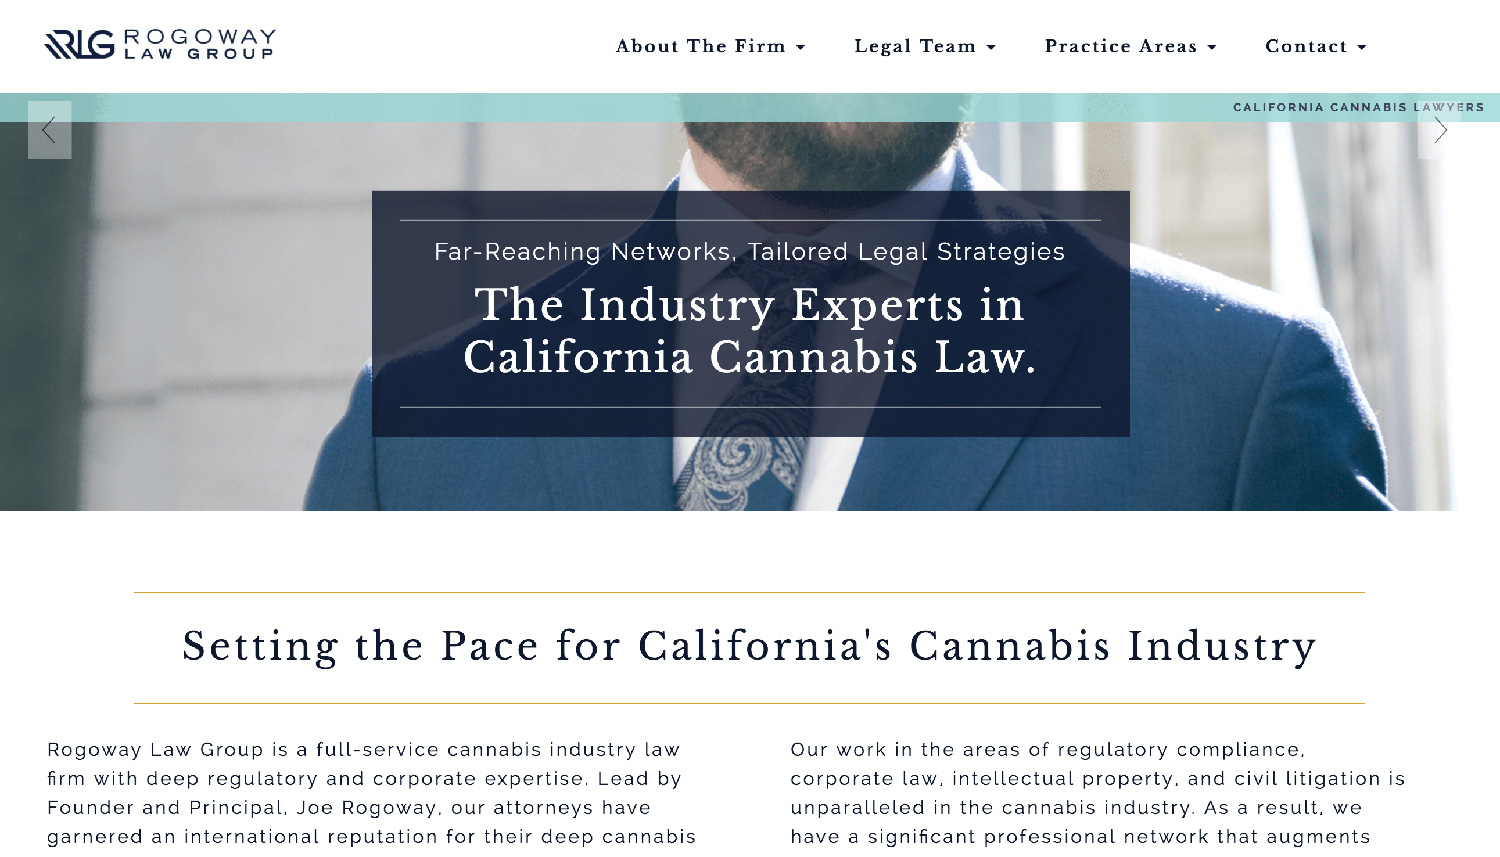 RLG ROGOWAY
LAW GROUP
About The Firm
Legal Team
Practice Areas
Contact
CALIFORNIA CANNABIS LAWYERS
Far-Reaching Networks, Tailored Legal Strategies
The Industry Experts in
California Cannabis Law.
Setting the Pace for California's Cannabis Industry
Rogoway Law Group is a full-service cannabis industry law
firm with deep regulatory and corporate expertise. Lead by
Founder and Principal, Joe Rogoway, our attorneys have
garnered an international reputation for their deep cannabis
Our work in the areas of regulatory compliance,
corporate law, intellectual property, and civil litigation is
unparalleled in the cannabis industry. As a result, we
have a significant professional network that augments